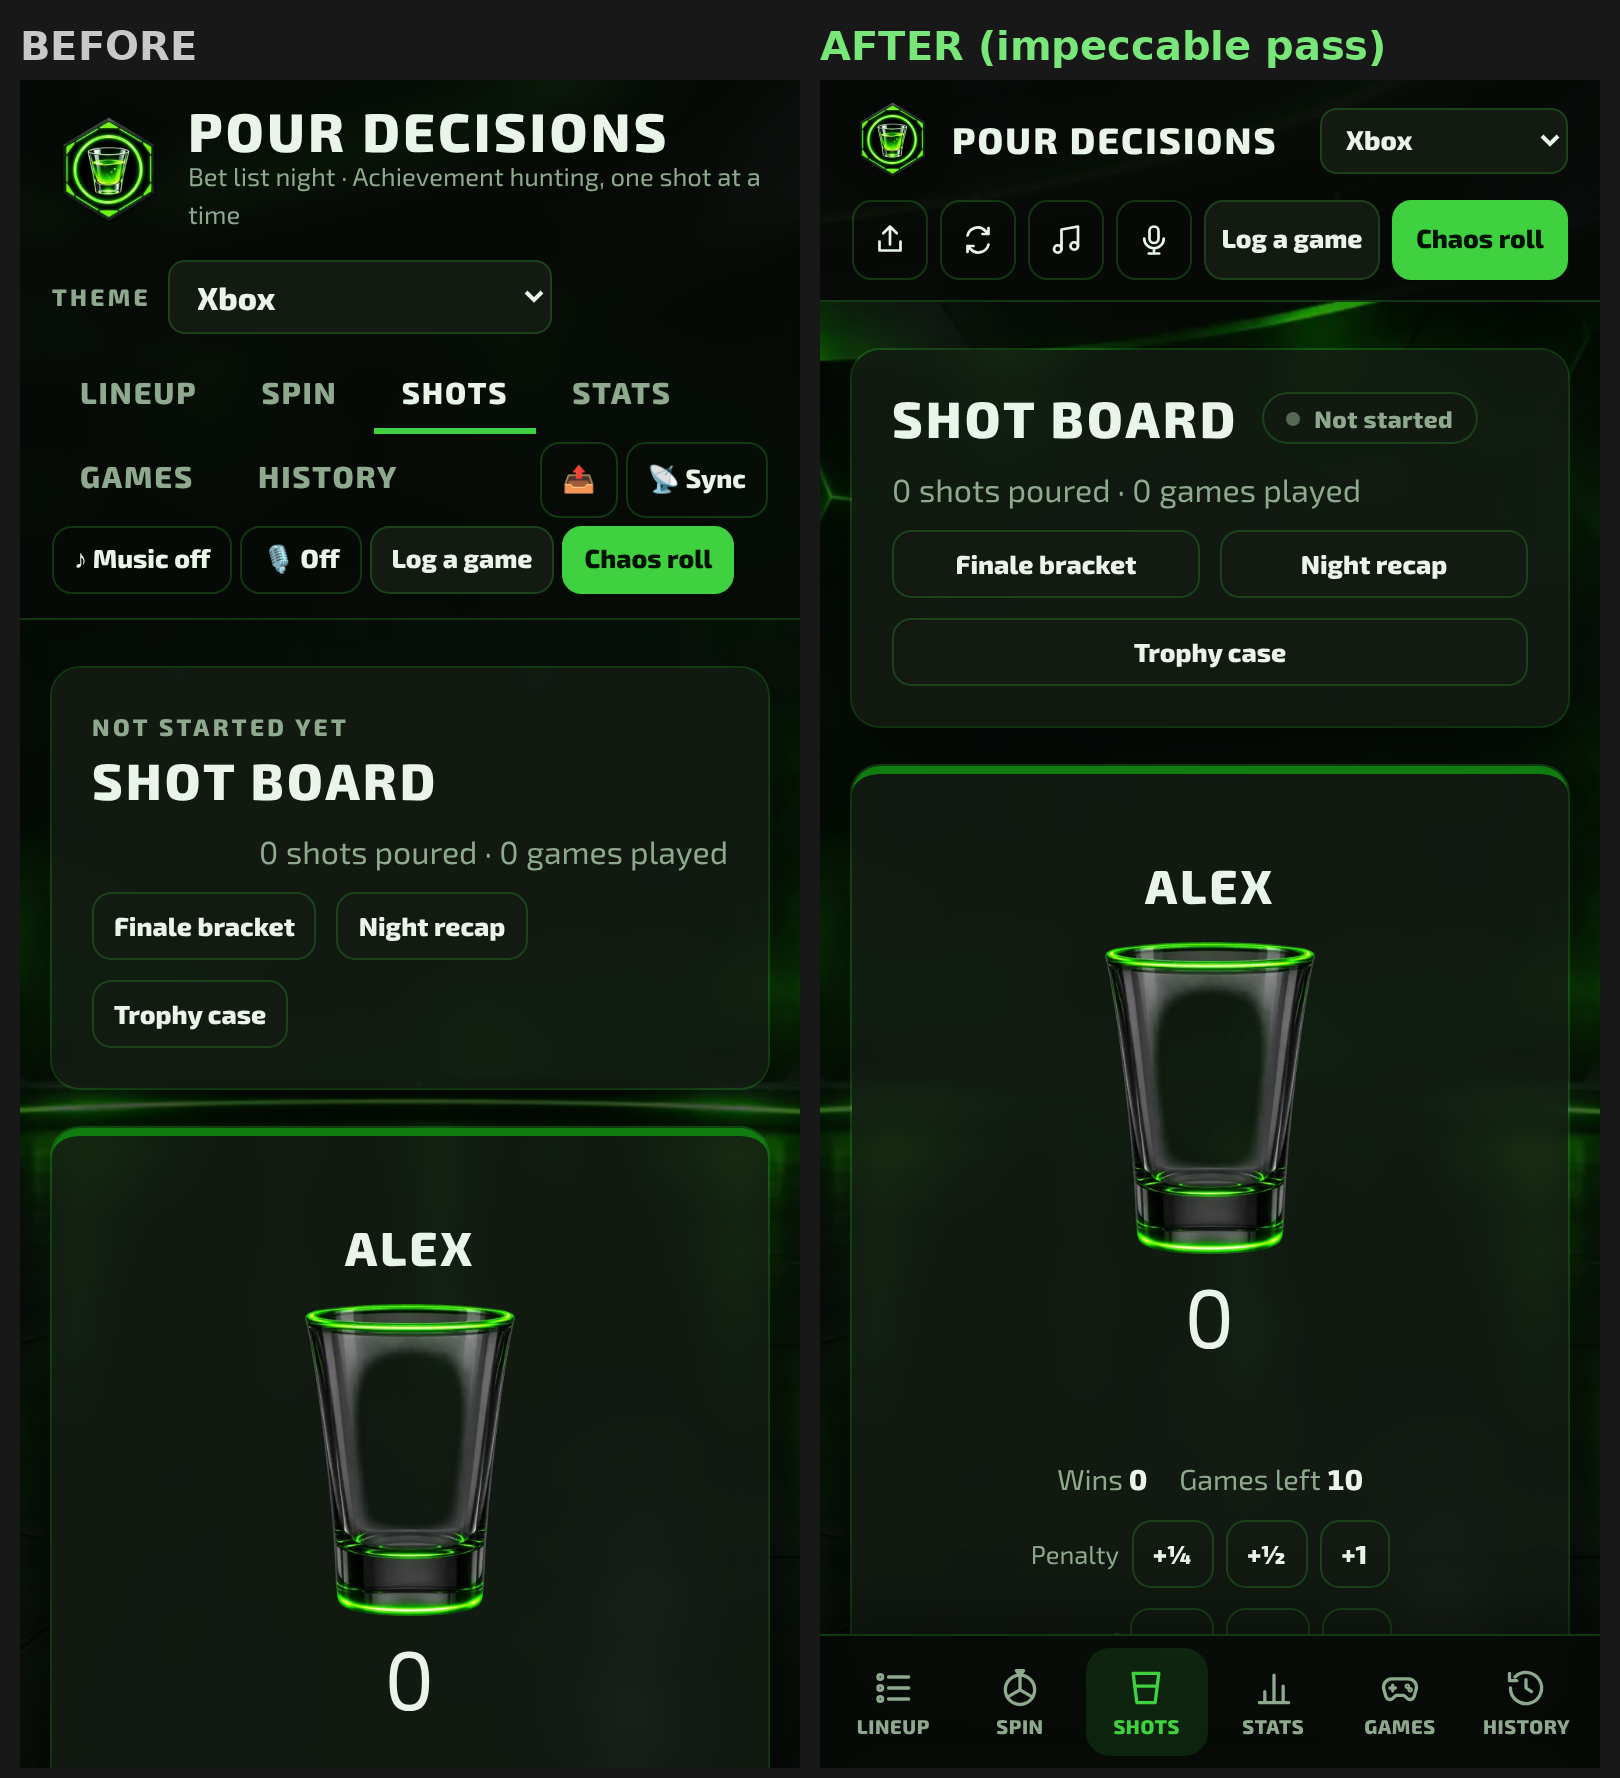 BEFORE
POUR DECISIONS
Bet list night · Achievement hunting, one shot at a
time
THEME Xbox
LINEUP SPIN SHOTS STATS
GAMES HISTORY 📤 📡 Sync
♪ Music off 🎙️ Off Log a game Chaos roll
NOT STARTED YET
SHOT BOARD
0 shots poured · 0 games played
Finale bracket Night recap
Trophy case
ALEX
0
AFTER (impeccable pass)
POUR DECISIONS Xbox
Log a game Chaos roll
SHOT BOARD Not started
0 shots poured · 0 games played
Finale bracket Night recap
Trophy case
ALEX
0
Wins 0 Games left 10
Penalty +¼ +½ +1
LINEUP SPIN SHOTS STATS GAMES HISTORY